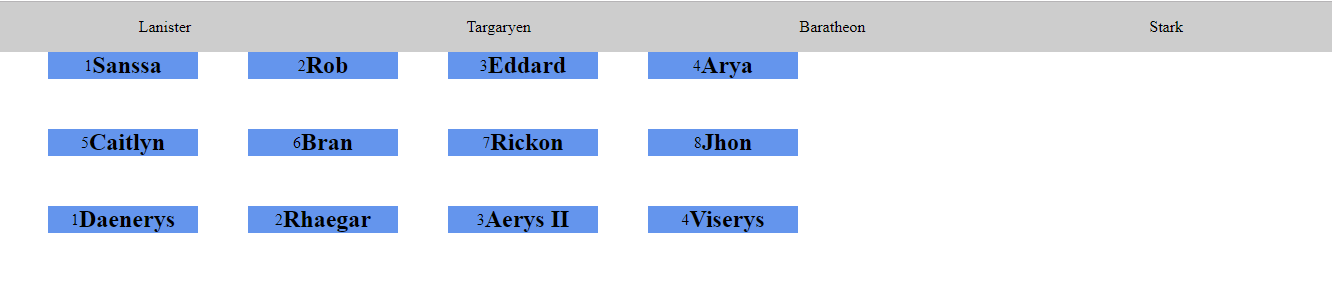 Lanister Targaryen Baratheon Stark
1Sanssa 2Rob 3Eddard 4Arya
5Caitlyn 6Bran 7Rickon 8Jhon
1Daenerys 2Rhaegar 3Aerys II 4Viserys